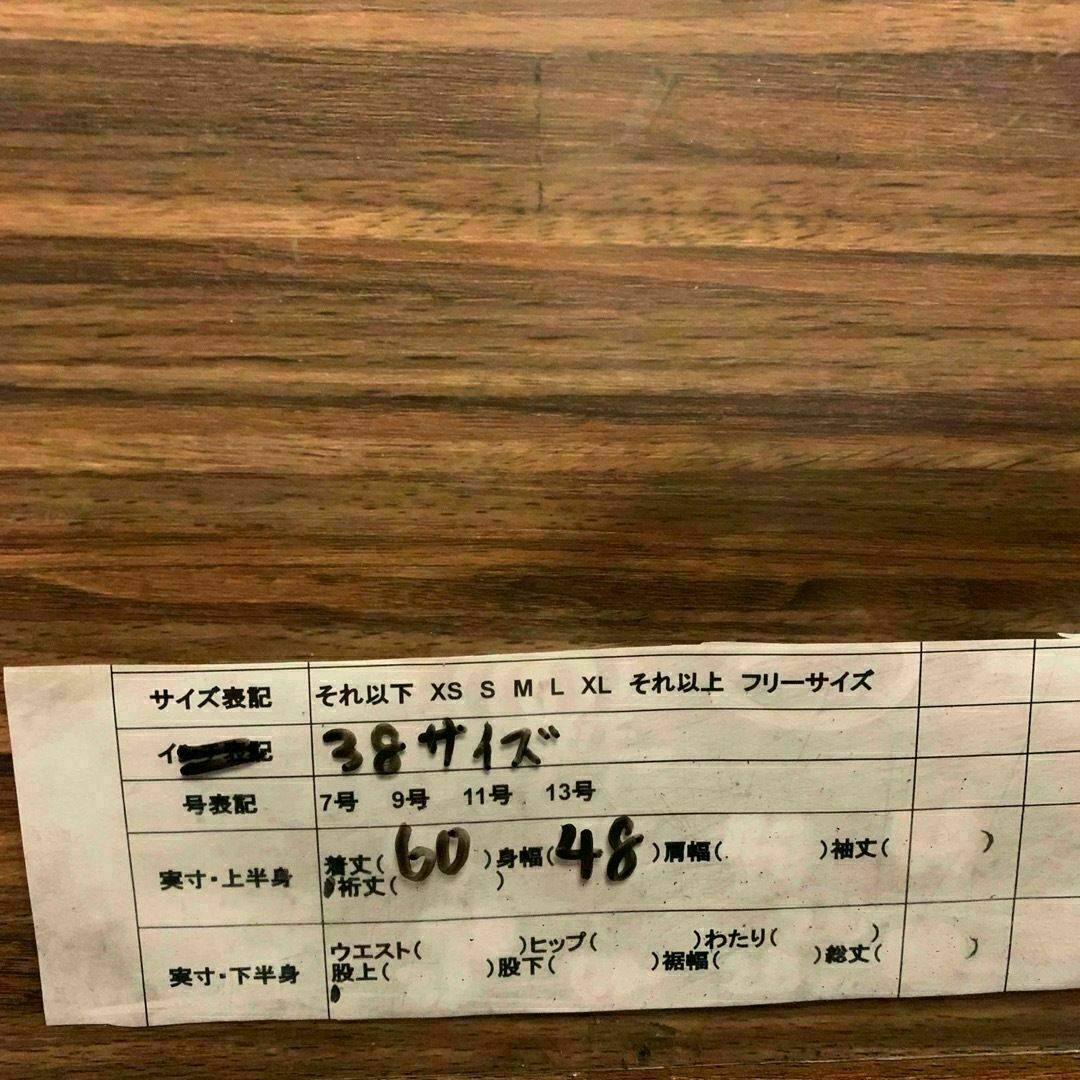 サイズ表記 それ以下 XS S M L XL それ以上 フリーサイズ
イ 表記 38サイズ
号表記 7号 9号 11号 13号
実寸・上半身 着丈( 60 )身幅( 48 )肩幅( )袖丈( )
裄丈( )
実寸・下半身 ウエスト( )ヒップ( )わたり( )
股上( )股下( )裾幅( )総丈( )